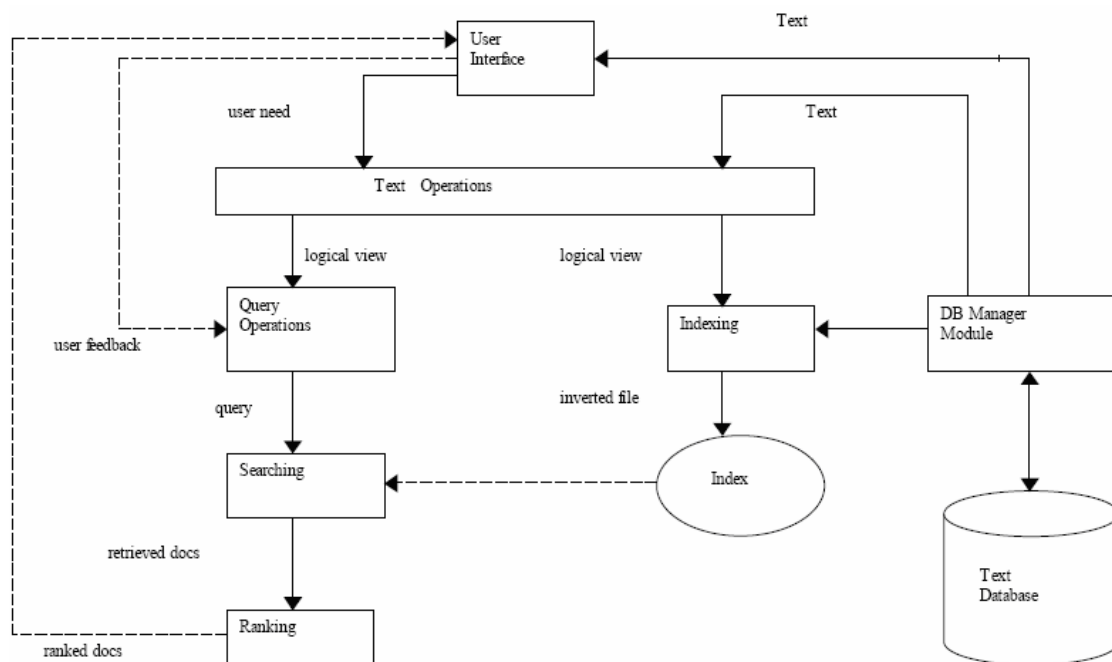 Text
User
Interface
user need
Text
Text Operations
logical view
logical view
Query
Operations
Indexing
DB Manager
Module
user feedback
query
inverted file
Searching
Index
retrieved docs
Text
Database
Ranking
ranked docs